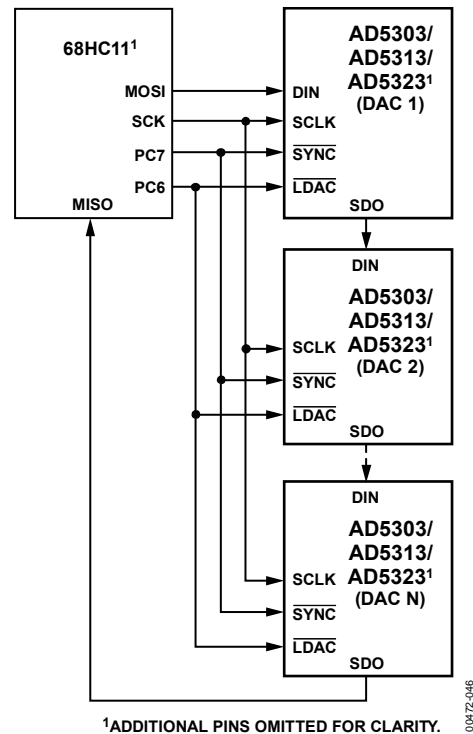 68HC11¹
MOSI
SCK
PC7
PC6
MISO
AD5303/
AD5313/
AD5323¹
(DAC 1)
DIN
SCLK
SYNC
LDAC
SDO
DIN
AD5303/
AD5313/
AD5323¹
(DAC 2)
SCLK
SYNC
LDAC
SDO
DIN
AD5303/
AD5313/
AD5323¹
(DAC N)
SCLK
SYNC
LDAC
SDO
¹ADDITIONAL PINS OMITTED FOR CLARITY.
00472-046